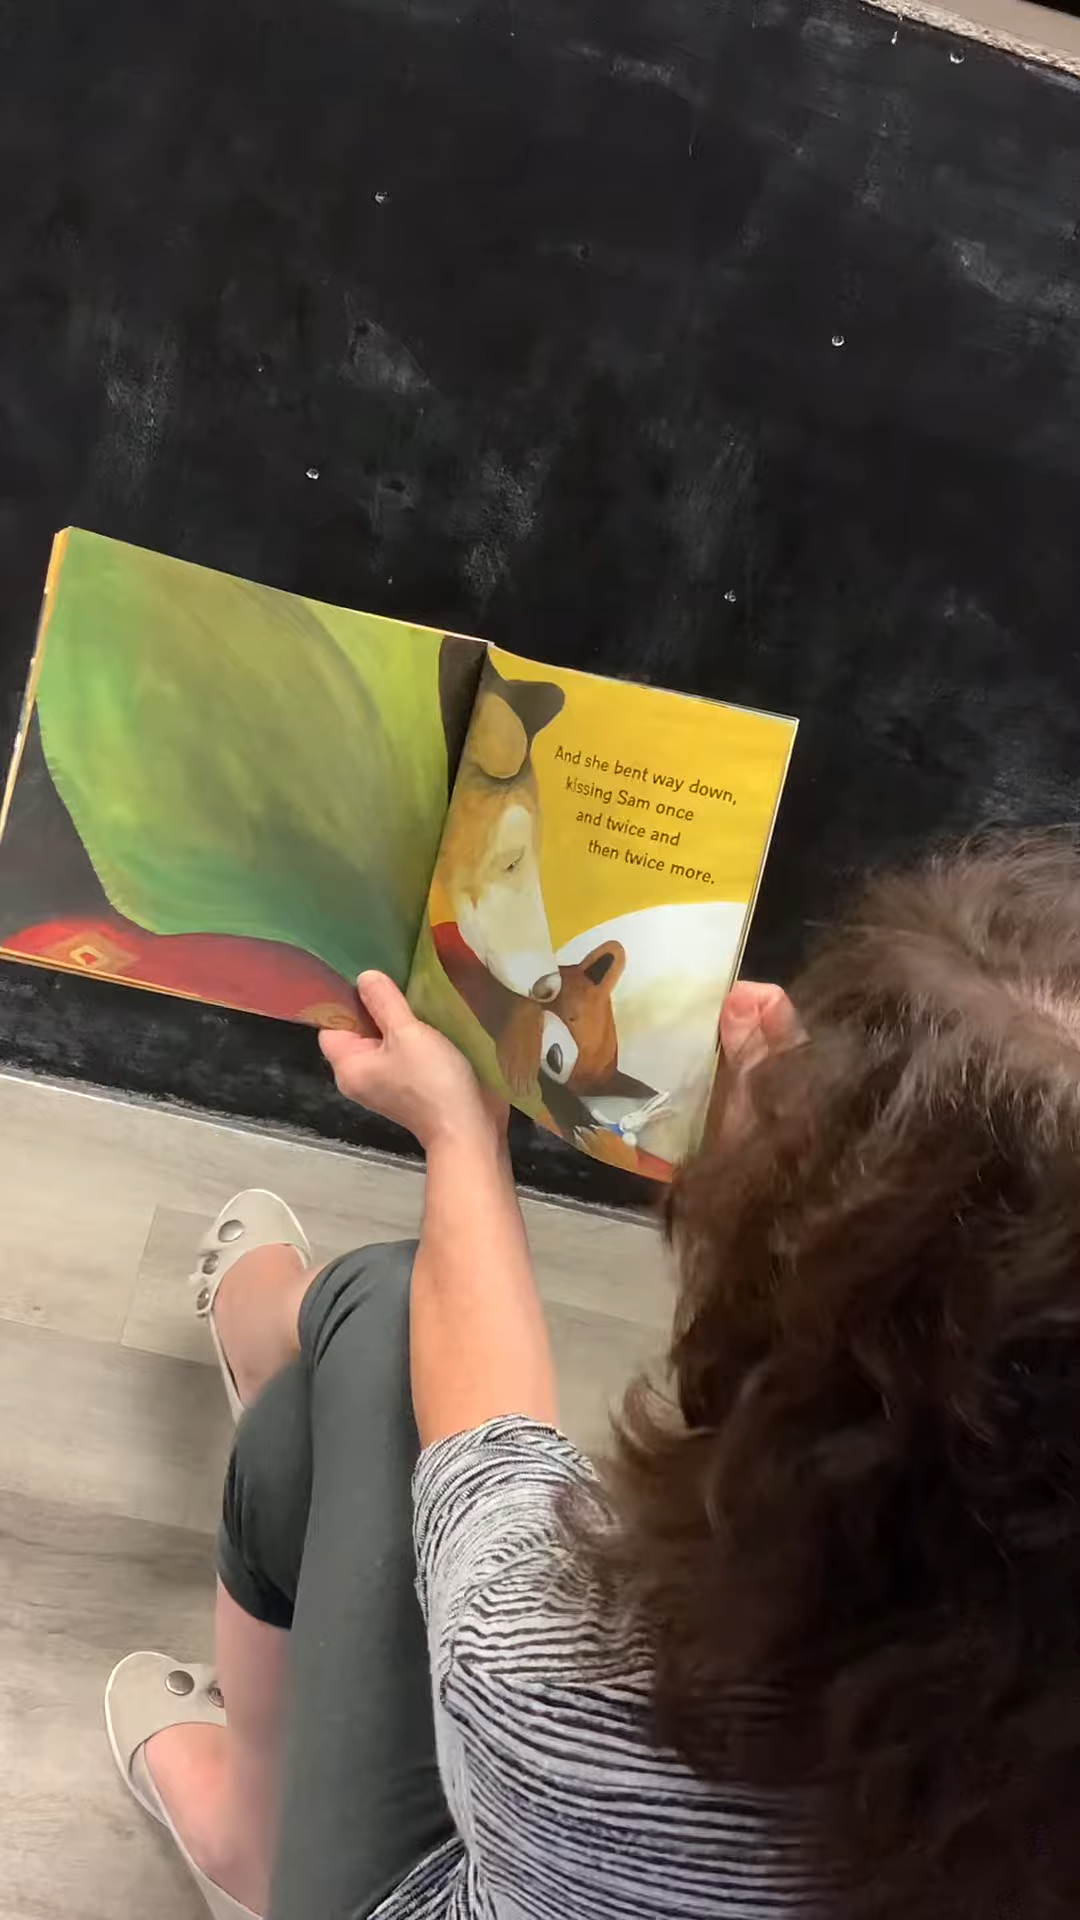 And she bent way down,
kissing Sam once
and twice and
then twice more.